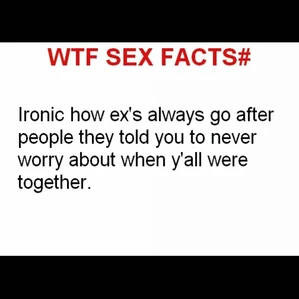 WTF SEX FACTS#
Ironic how ex's always go after
people they told you to never
worry about when y'all were
together.